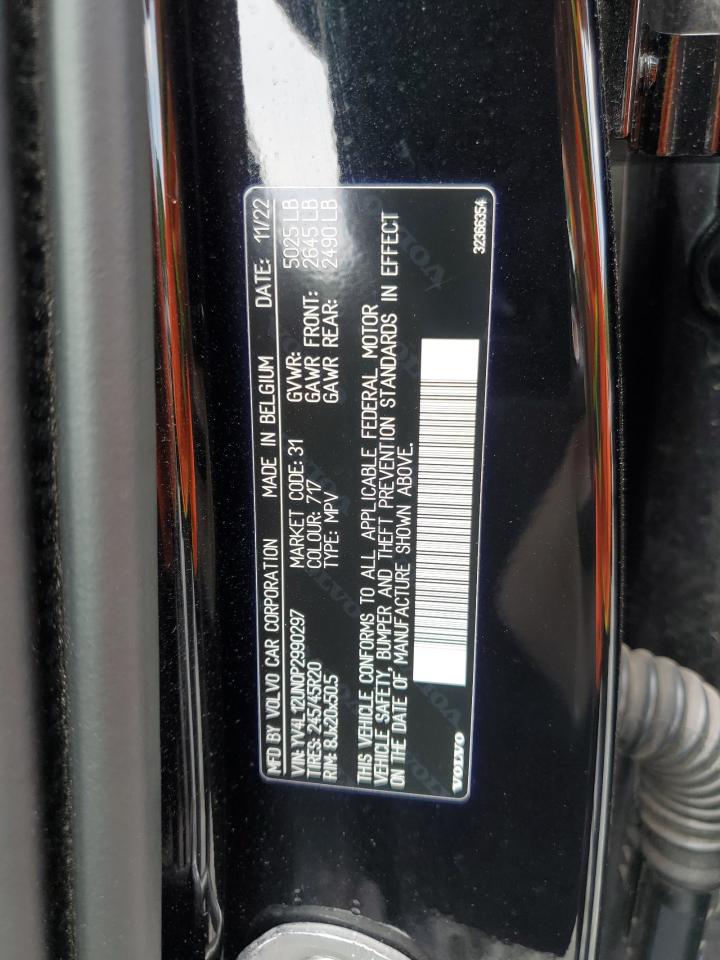 MFD BY VOLVO CAR CORPORATION MADE IN BELGIUM DATE: 11/22
VIN: YV4L12UN0P2990297 MARKET CODE: 31 GVWR: 5025 LB
TIRES: 245/45R20 COLOUR: 717 GAWR FRONT: 2645 LB
RIM: 8Jx20x50.5 TYPE: MPV GAWR REAR: 2490 LB
THIS VEHICLE CONFORMS TO ALL APPLICABLE FEDERAL MOTOR
VEHICLE SAFETY, BUMPER AND THEFT PREVENTION STANDARDS IN EFFECT
ON THE DATE OF MANUFACTURE SHOWN ABOVE.
VOLVO 32366354